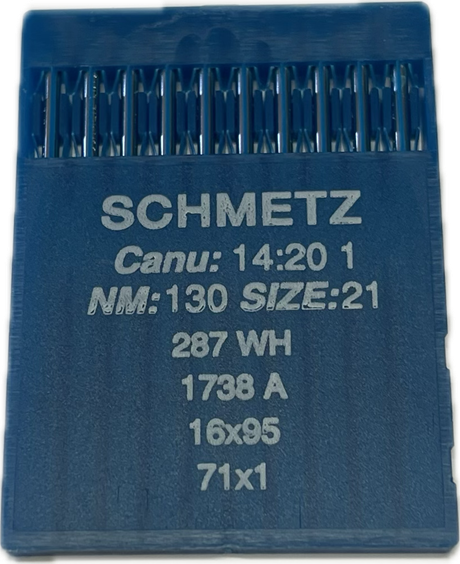 SCHMETZ
Canu: 14:20 1
NM:130 SIZE:21
287 WH
1738 A
16x95
71x1